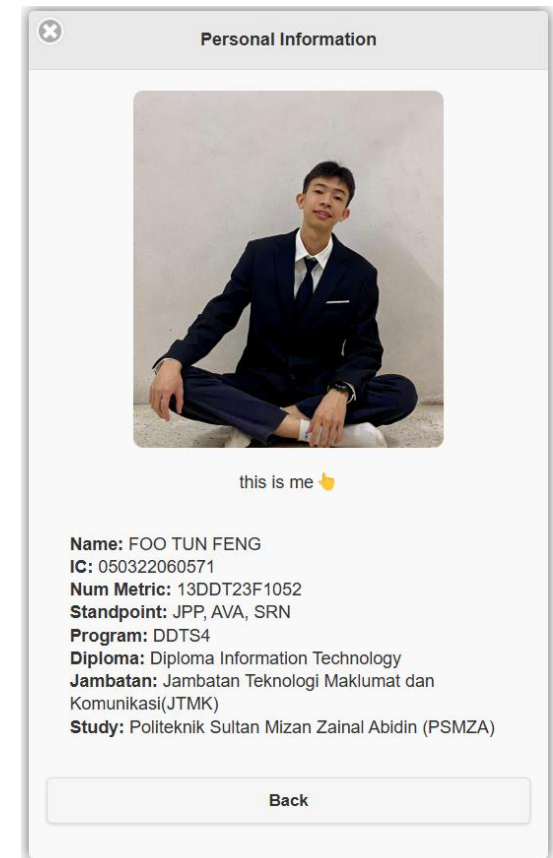 Personal Information
this is me 👆
Name: FOO TUN FENG
IC: 050322060571
Num Metric: 13DDT23F1052
Standpoint: JPP, AVA, SRN
Program: DDTS4
Diploma: Diploma Information Technology
Jambatan: Jambatan Teknologi Maklumat dan
Komunikasi(JTMK)
Study: Politeknik Sultan Mizan Zainal Abidin (PSMZA)
Back